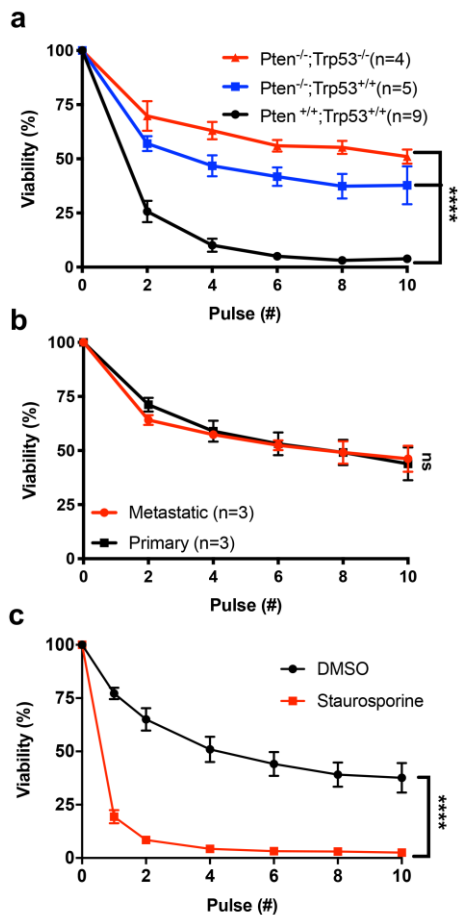 a
Pten-/-;Trp53-/-(n=4)
Pten-/-;Trp53+/+(n=5)
Pten +/+;Trp53+/+(n=9)
Viability (%)
100
75
50
25
0
****
0 2 4 6 8 10
Pulse (#)
b
Viability (%)
100
75
50
25
0
ns
Metastatic (n=3)
Primary (n=3)
0 2 4 6 8 10
Pulse (#)
c
Viability (%)
100
75
50
25
0
DMSO
Staurosporine
****
0 2 4 6 8 10
Pulse (#)